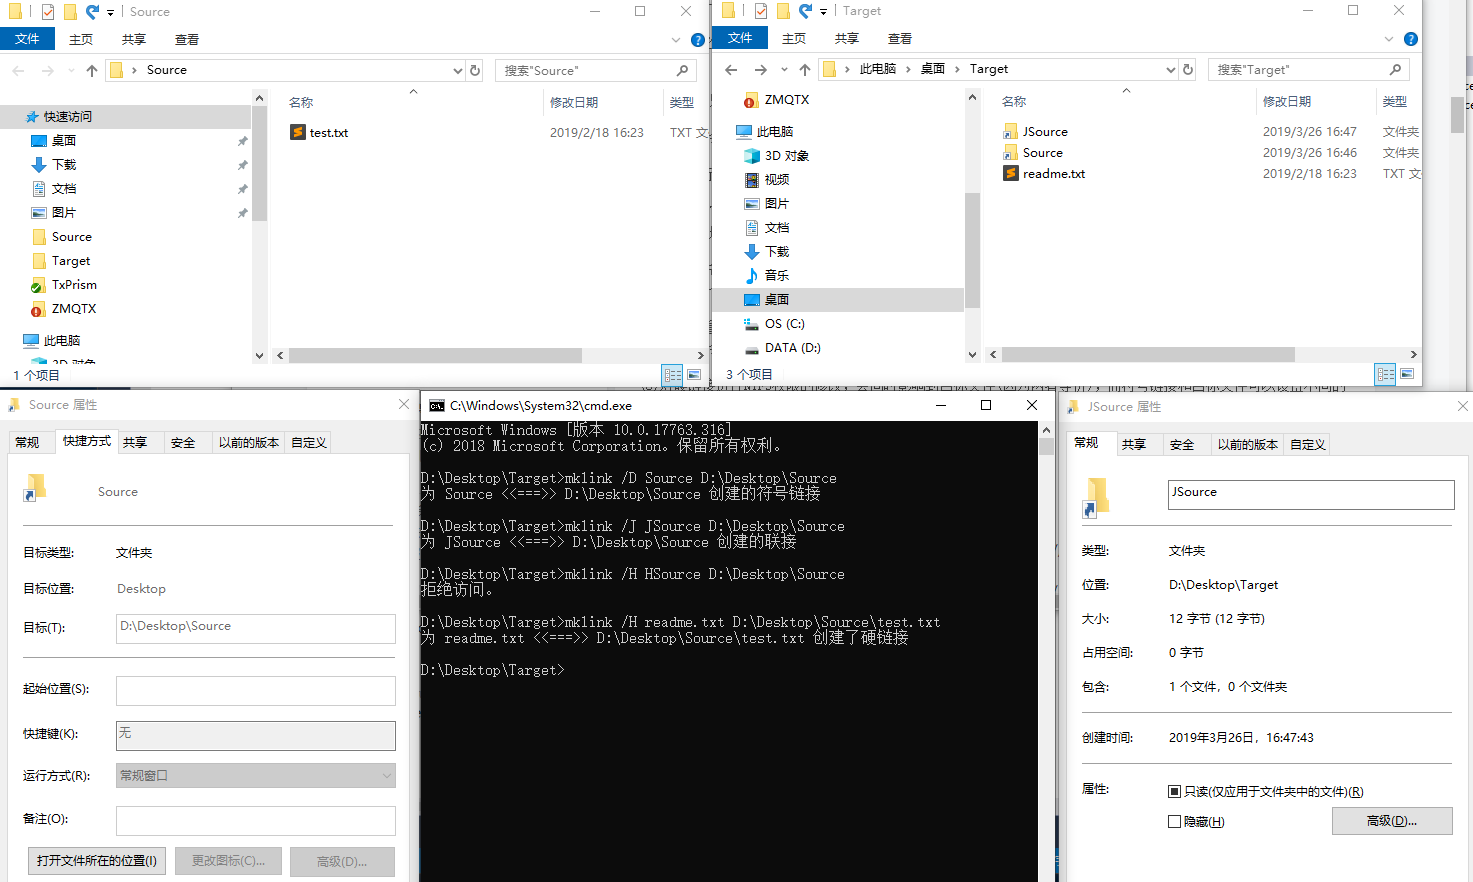 Source
文件
主页
共享
查看
Source
搜索"Source"
快速访问
桌面
下载
文档
图片
Source
Target
TxPrism
ZMQTX
此电脑
3D 对象
名称
修改日期
类型
test.txt
2019/2/18 16:23
TXT 文
1 个项目
Target
文件
主页
共享
查看
此电脑 › 桌面 › Target
搜索"Target"
ZMQTX
此电脑
3D 对象
视频
图片
文档
下载
音乐
桌面
OS (C:)
DATA (D:)
名称
修改日期
类型
JSource
2019/3/26 16:47
文件夹
Source
2019/3/26 16:46
文件夹
readme.txt
2019/2/18 16:23
TXT 文
3 个项目
Source 属性
常规
快捷方式
共享
安全
以前的版本
自定义
Source
目标类型:
文件夹
目标位置:
Desktop
目标(T):
D:\Desktop\Source
起始位置(S):
快捷键(K):
无
运行方式(R):
常规窗口
备注(O):
打开文件所在的位置(I)
更改图标(C)...
高级(D)...
C:\Windows\System32\cmd.exe
Microsoft Windows [版本 10.0.17763.316]
(c) 2018 Microsoft Corporation。保留所有权利。
D:\Desktop\Target>mklink /D Source D:\Desktop\Source
为 Source <<===>> D:\Desktop\Source 创建的符号链接
D:\Desktop\Target>mklink /J JSource D:\Desktop\Source
为 JSource <<===>> D:\Desktop\Source 创建的联接
D:\Desktop\Target>mklink /H HSource D:\Desktop\Source
拒绝访问。
D:\Desktop\Target>mklink /H readme.txt D:\Desktop\Source\test.txt
为 readme.txt <<===>> D:\Desktop\Source\test.txt 创建了硬链接
D:\Desktop\Target>
JSource 属性
常规
共享
安全
以前的版本
自定义
JSource
类型:
文件夹
位置:
D:\Desktop\Target
大小:
12 字节 (12 字节)
占用空间:
0 字节
包含:
1 个文件，0 个文件夹
创建时间:
2019年3月26日，16:47:43
属性:
只读(仅应用于文件夹中的文件)(R)
隐藏(H)
高级(D)...